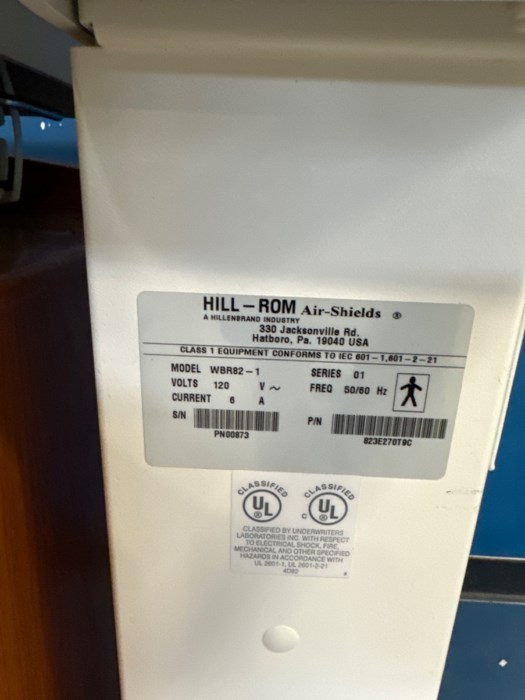 HILL-ROM Air-Shields ®
A HILLENBRAND INDUSTRY
330 Jacksonville Rd.
Hatboro, Pa. 19040 USA
CLASS 1 EQUIPMENT CONFORMS TO IEC 601-1,601-2-21
MODEL WBR82-1 SERIES 01
VOLTS 120 V ~ FREQ 50/60 Hz
CURRENT 6 A
S/N P/N
PN00873 823E270T8C
CLASSIFIED CLASSIFIED
UL ® C UL ®
CLASSIFIED BY UNDERWRITERS
LABORATORIES INC. WITH RESPECT
TO ELECTRICAL SHOCK, FIRE,
MECHANICAL AND OTHER SPECIFIED
HAZARDS IN ACCORDANCE WITH
UL 2601-1, UL 2601-2-21